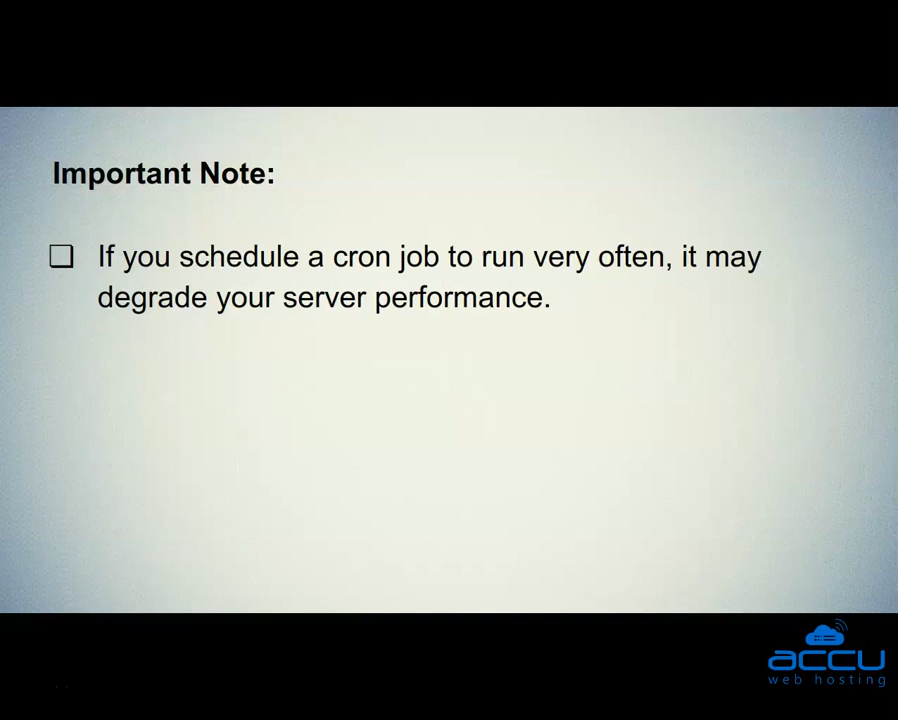 Important Note:
❏ If you schedule a cron job to run very often, it may
degrade your server performance.
accu
web hosting